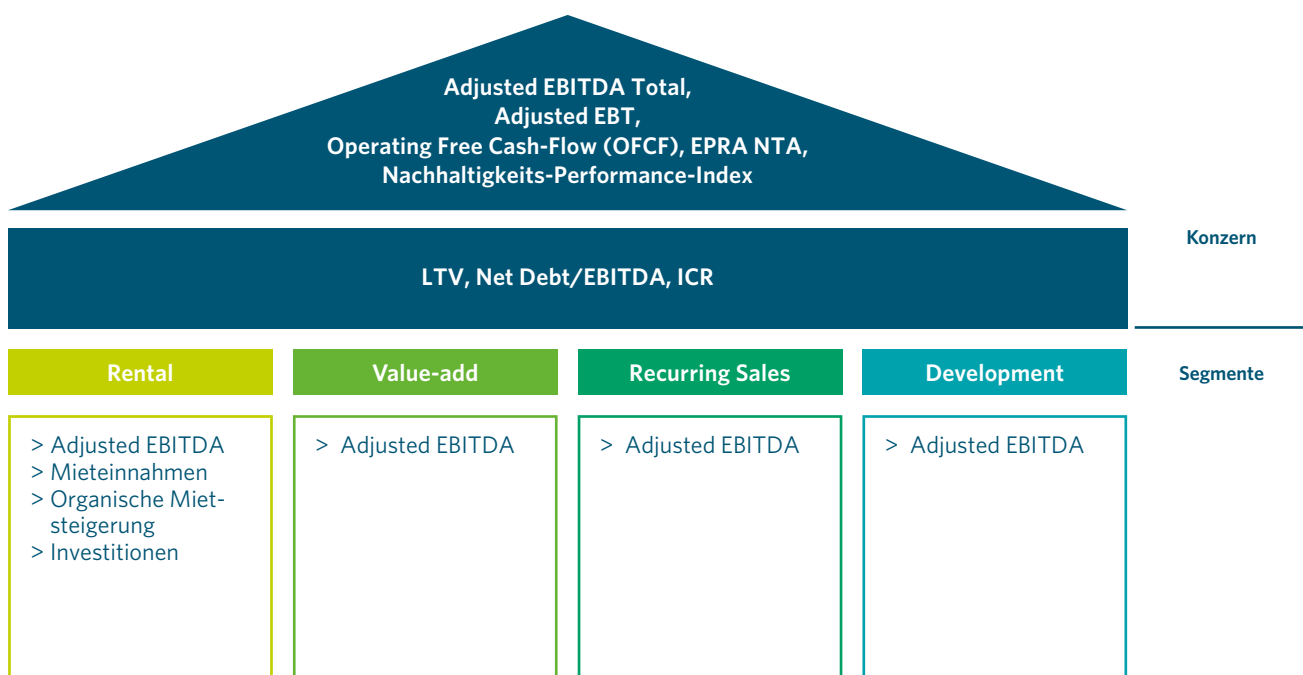 Adjusted EBITDA Total,
Adjusted EBT,
Operating Free Cash-Flow (OFCF), EPRA NTA,
Nachhaltigkeits-Performance-Index
Konzern
LTV, Net Debt/EBITDA, ICR
Rental
Value-add
Recurring Sales
Development
Segmente
> Adjusted EBITDA
> Mieteinnahmen
> Organische Miet-
steigerung
> Investitionen
> Adjusted EBITDA
> Adjusted EBITDA
> Adjusted EBITDA